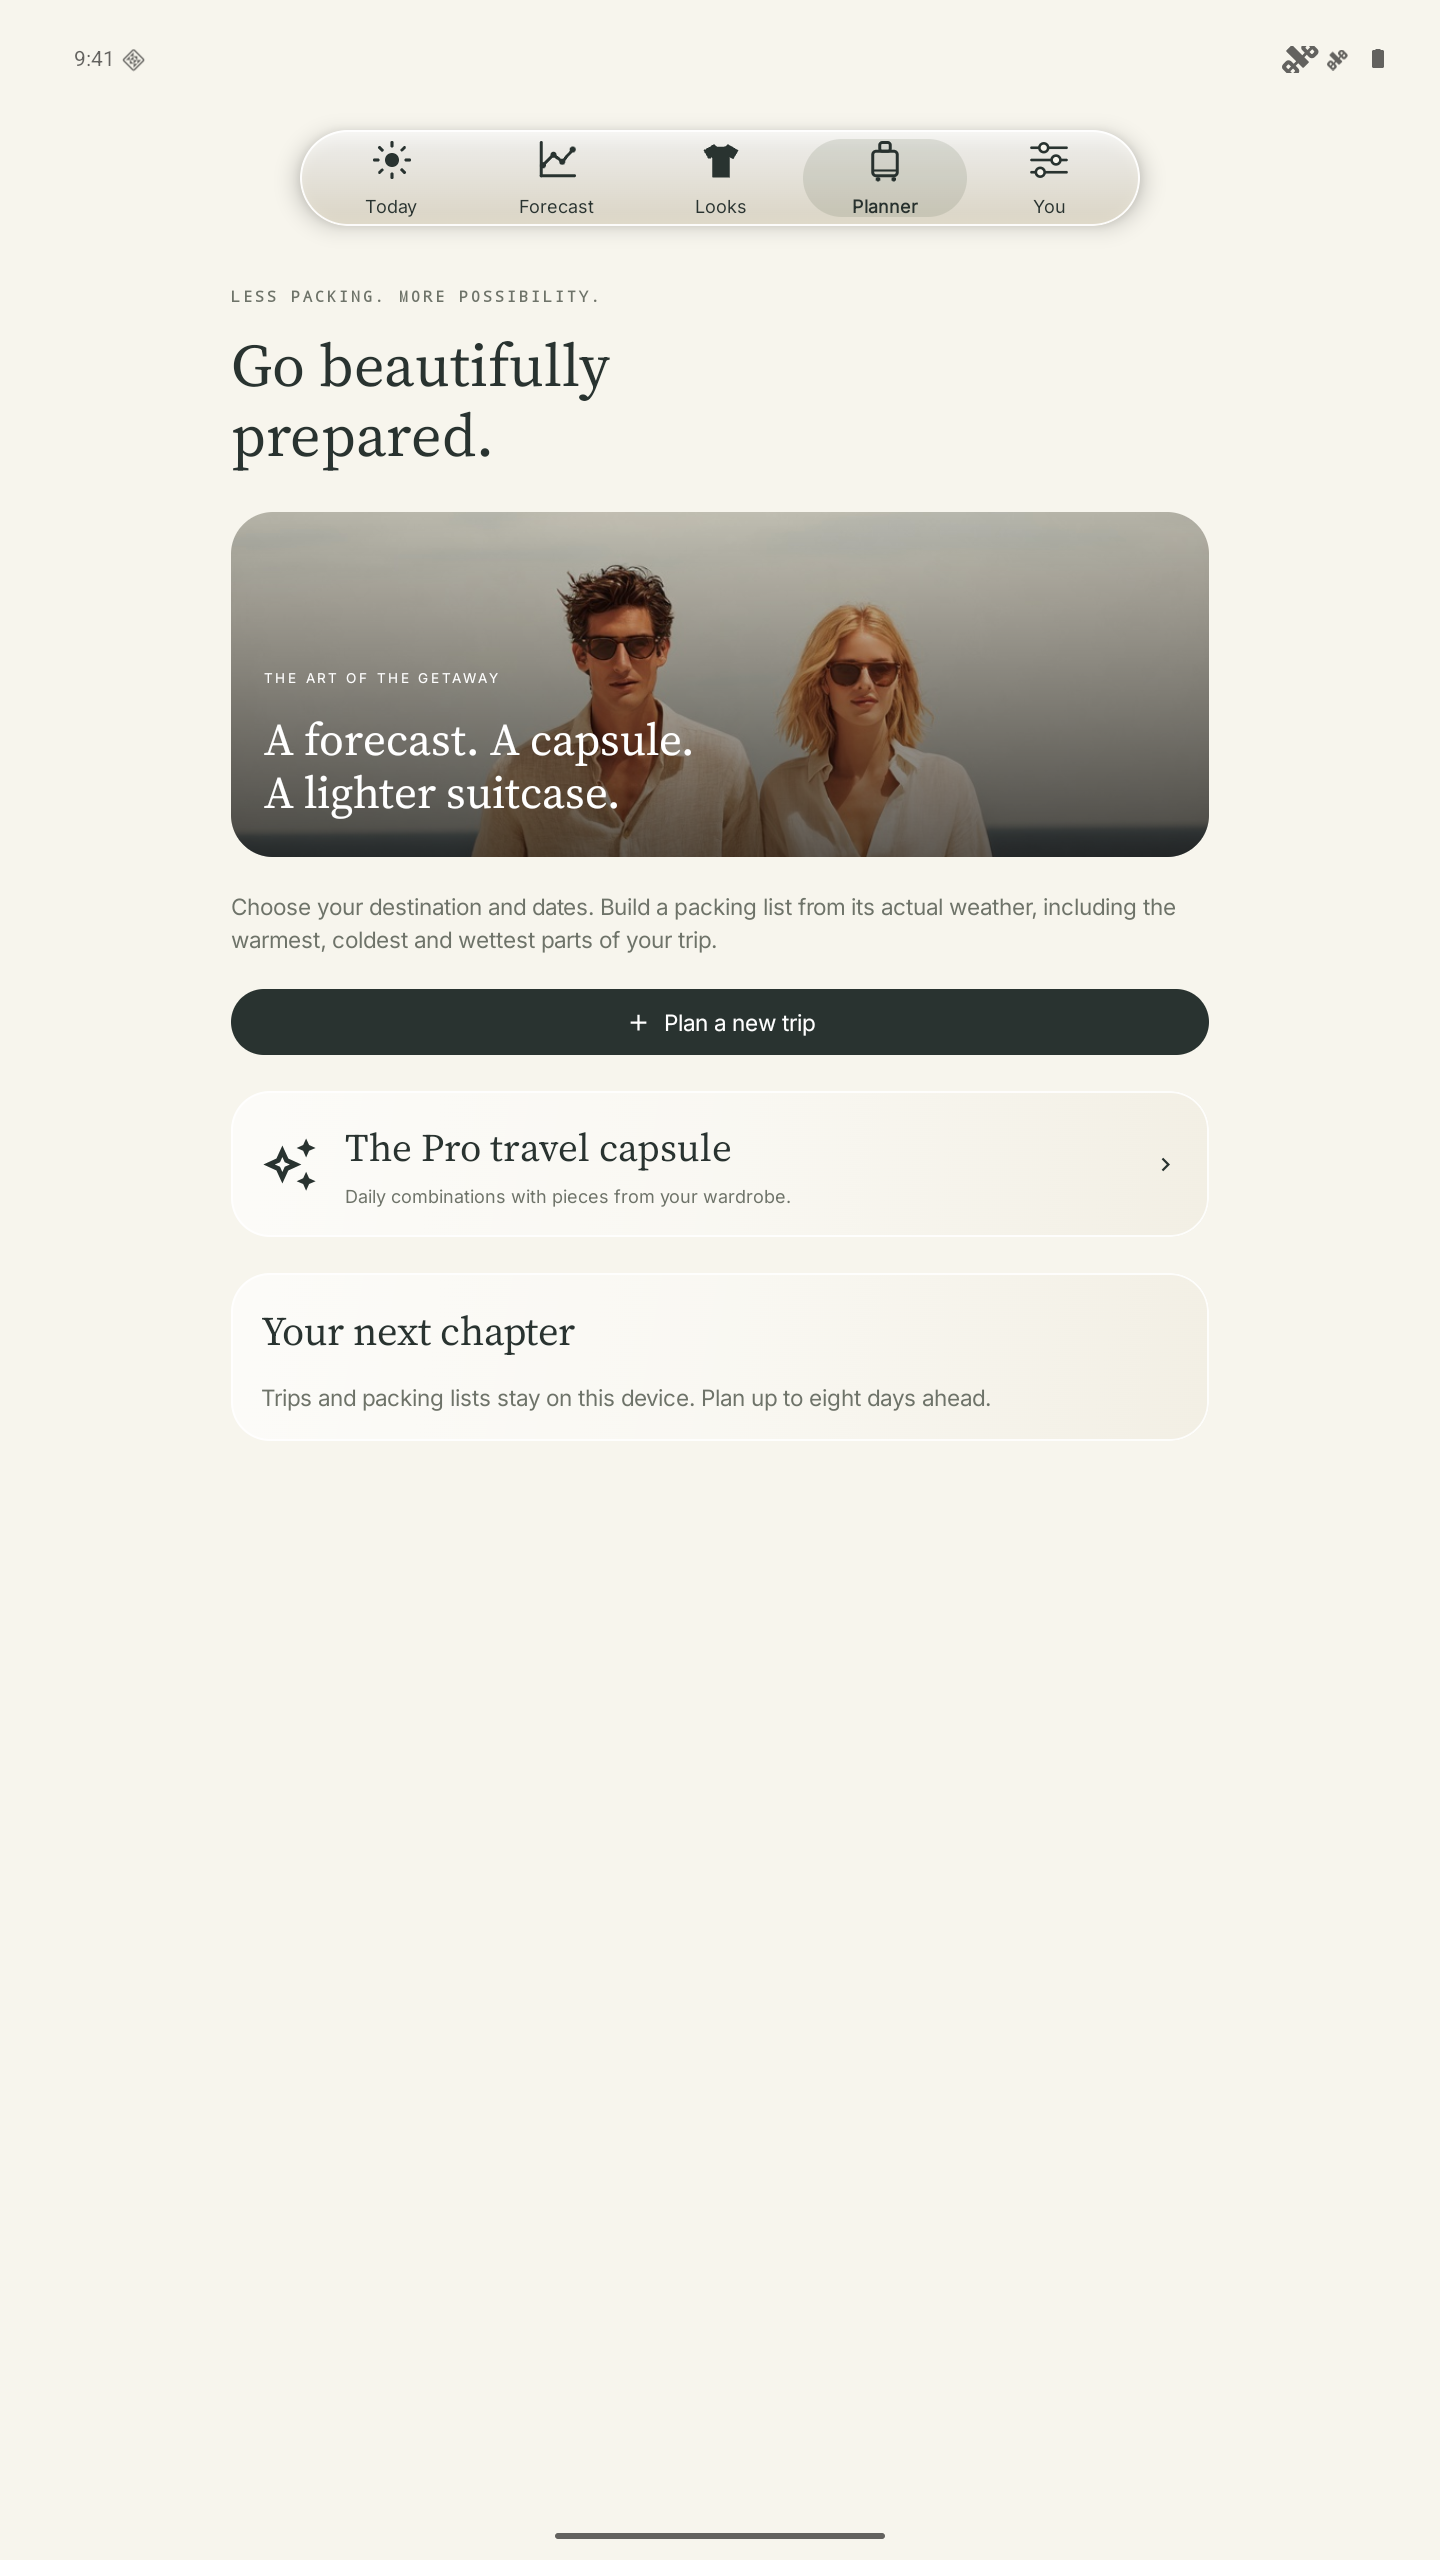 9:41
Today
Forecast
Looks
Planner
You
LESS PACKING. MORE POSSIBILITY.
Go beautifully
prepared.
THE ART OF THE GETAWAY
A forecast. A capsule.
A lighter suitcase.
Choose your destination and dates. Build a packing list from its actual weather, including the
warmest, coldest and wettest parts of your trip.
+ Plan a new trip
The Pro travel capsule
Daily combinations with pieces from your wardrobe.
Your next chapter
Trips and packing lists stay on this device. Plan up to eight days ahead.